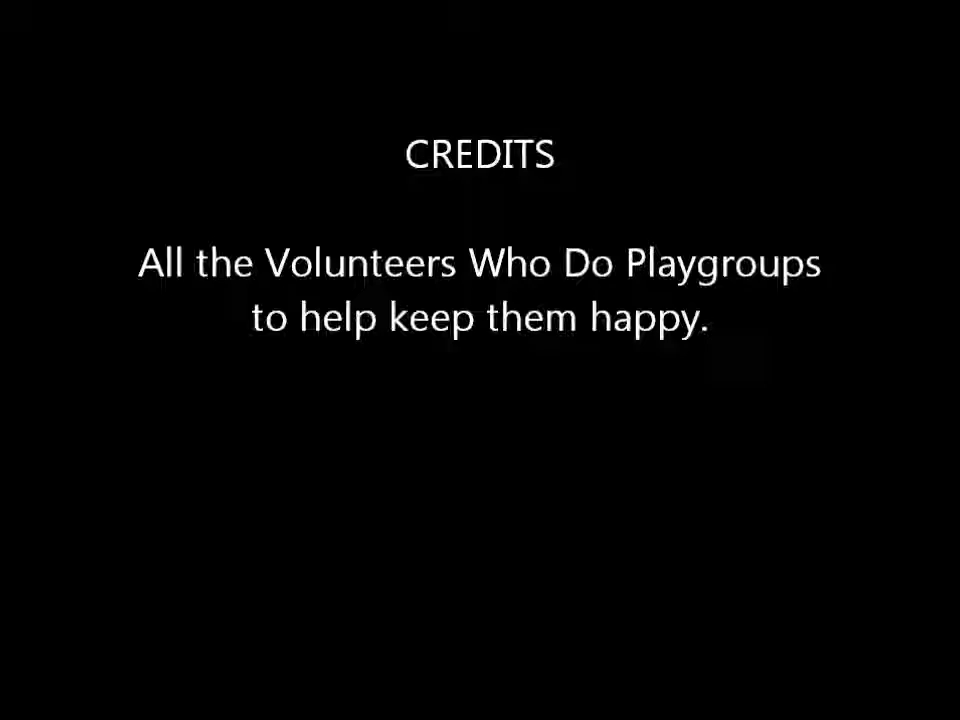 CREDITS
All the Volunteers Who Do Playgroups
to help keep them happy.